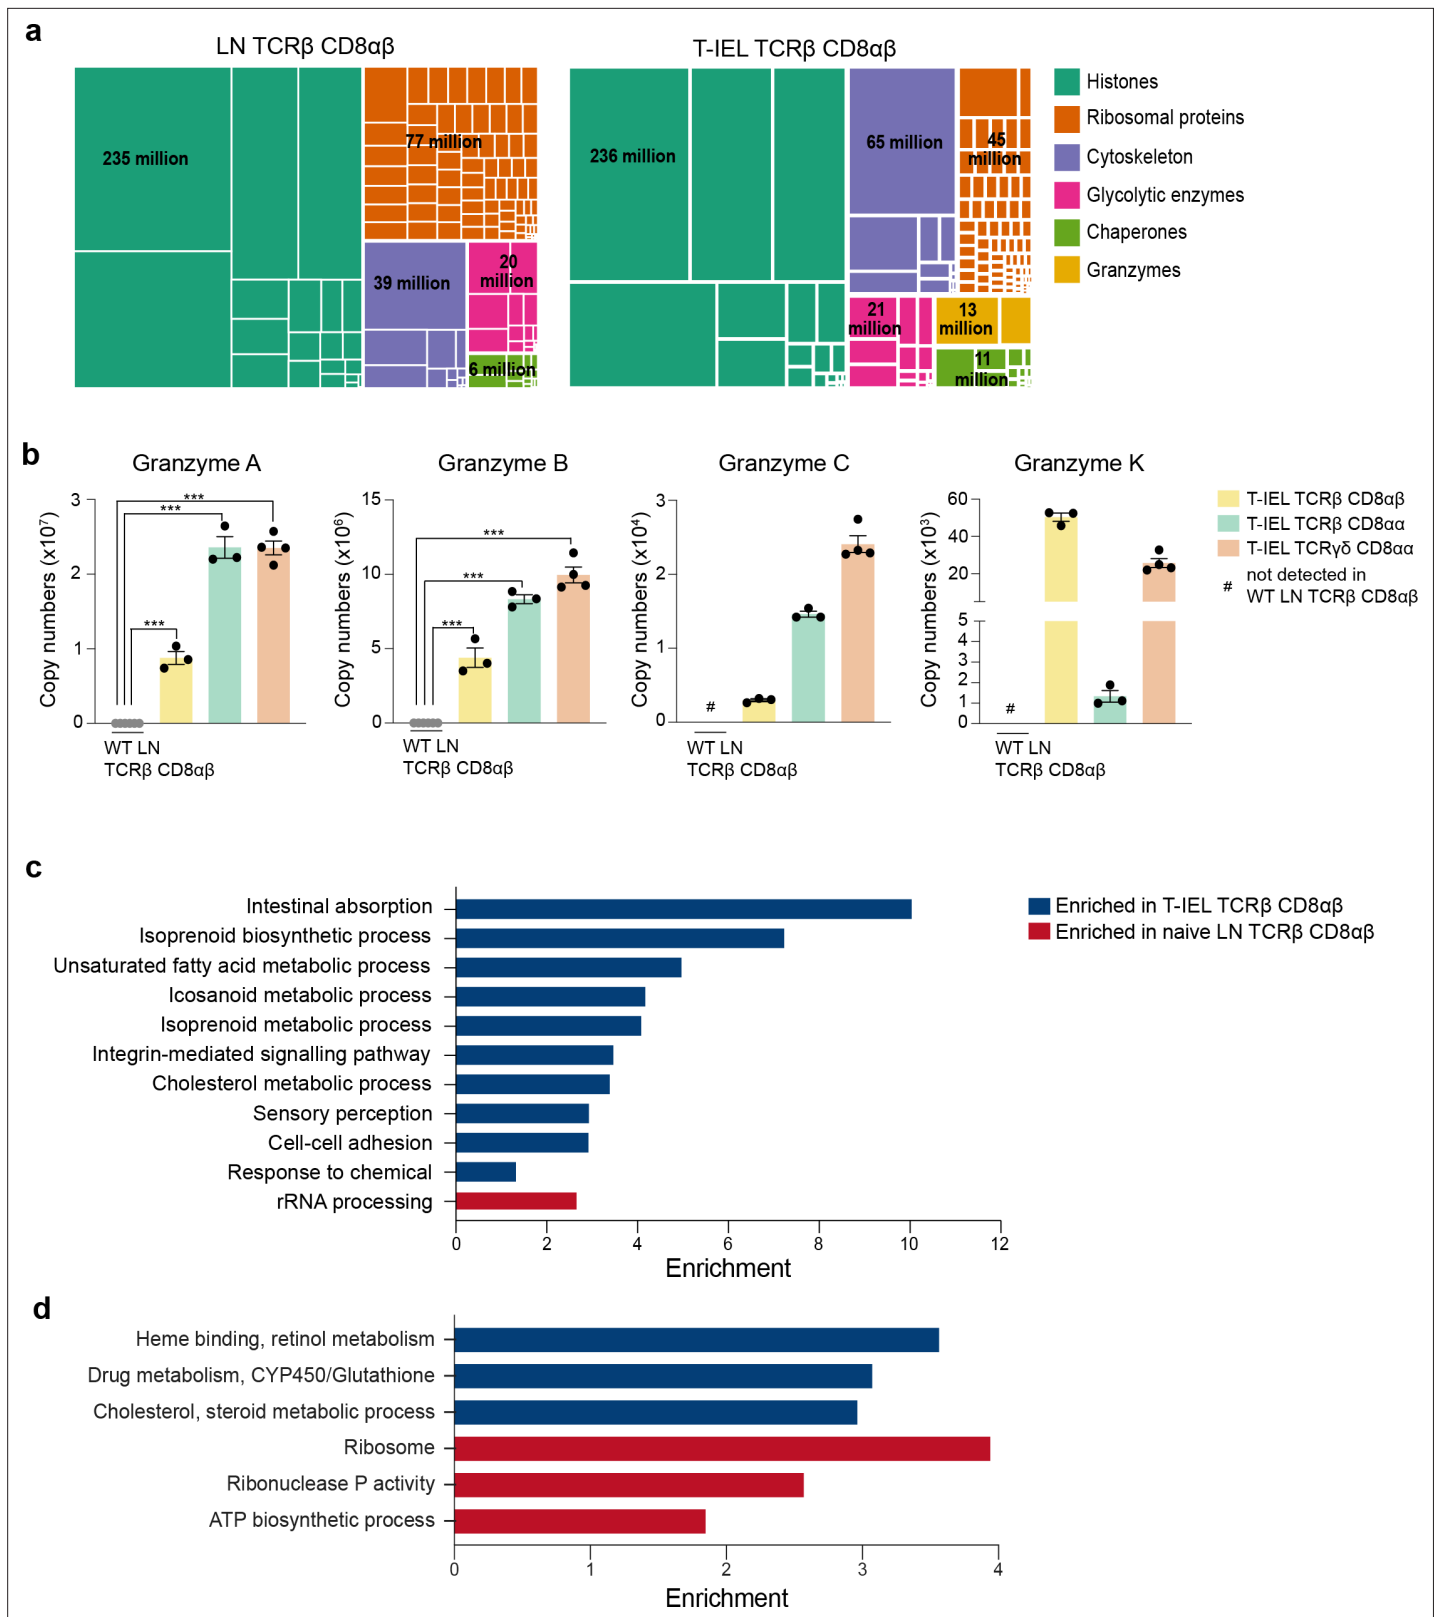 a
LN TCRβ CD8αβ
T-IEL TCRβ CD8αβ
235 million
77 million
39 million
20
million
6 million
236 million
65 million
45
million
21
million
13
million
11
million
Histones
Ribosomal proteins
Cytoskeleton
Glycolytic enzymes
Chaperones
Granzymes
b
Granzyme A
Copy numbers (x10⁷)
3
2
1
0
***
***
***
WT LN
TCRβ CD8αβ
Granzyme B
Copy numbers (x10⁶)
15
10
5
0
***
***
***
WT LN
TCRβ CD8αβ
Granzyme C
Copy numbers (x10⁴)
3
2
1
0
#
WT LN
TCRβ CD8αβ
Granzyme K
Copy numbers (x10³)
60
40
20
5
4
3
2
1
0
#
WT LN
TCRβ CD8αβ
T-IEL TCRβ CD8αβ
T-IEL TCRβ CD8αα
T-IEL TCRγδ CD8αα
# not detected in
WT LN TCRβ CD8αβ
c
Intestinal absorption
Isoprenoid biosynthetic process
Unsaturated fatty acid metabolic process
Icosanoid metabolic process
Isoprenoid metabolic process
Integrin-mediated signalling pathway
Cholesterol metabolic process
Sensory perception
Cell-cell adhesion
Response to chemical
rRNA processing
0 2 4 6 8 10 12
Enrichment
Enriched in T-IEL TCRβ CD8αβ
Enriched in naive LN TCRβ CD8αβ
d
Heme binding, retinol metabolism
Drug metabolism, CYP450/Glutathione
Cholesterol, steroid metabolic process
Ribosome
Ribonuclease P activity
ATP biosynthetic process
0 1 2 3 4
Enrichment